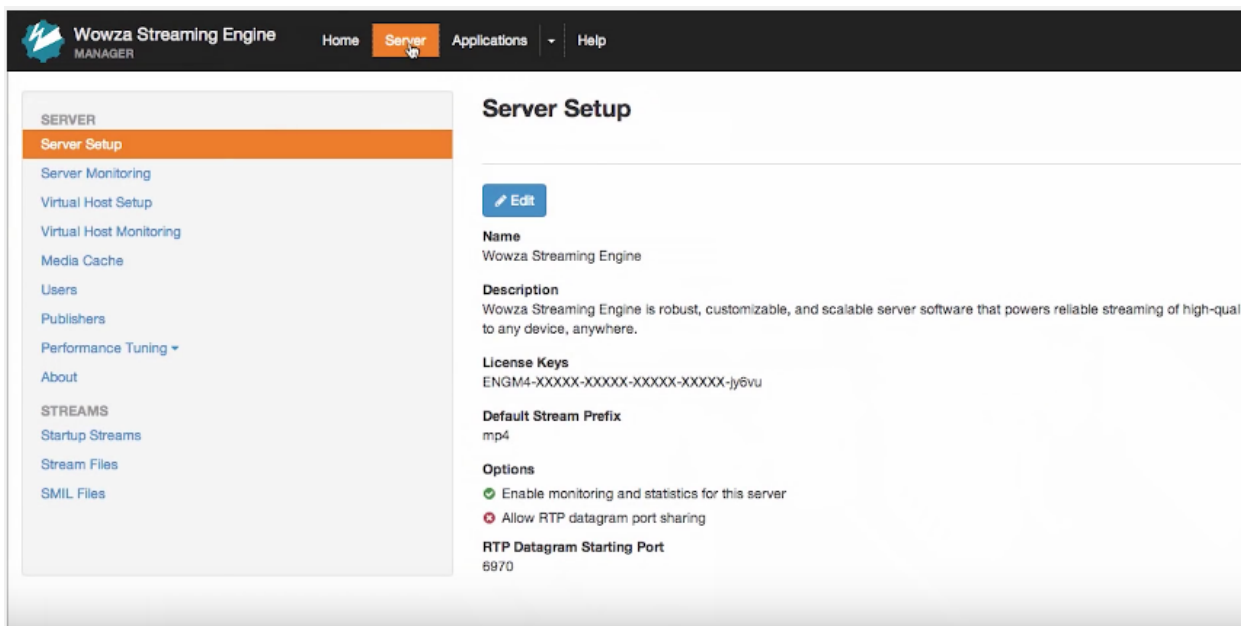 Wowza Streaming Engine
MANAGER
Home
Server
Applications
Help
SERVER
Server Setup
Server Monitoring
Virtual Host Setup
Virtual Host Monitoring
Media Cache
Users
Publishers
Performance Tuning
About
STREAMS
Startup Streams
Stream Files
SMIL Files
Server Setup
Edit
Name
Wowza Streaming Engine
Description
Wowza Streaming Engine is robust, customizable, and scalable server software that powers reliable streaming of high-qual
to any device, anywhere.
License Keys
ENGM4-XXXXX-XXXXX-XXXXX-XXXXX-jy6vu
Default Stream Prefix
mp4
Options
Enable monitoring and statistics for this server
Allow RTP datagram port sharing
RTP Datagram Starting Port
6970